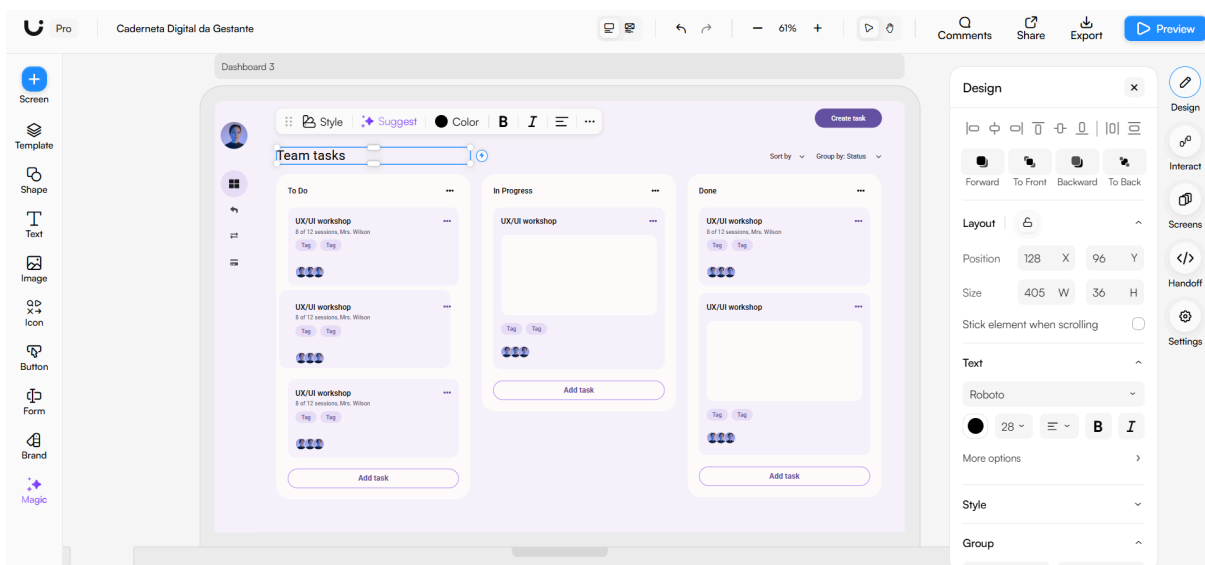 Pro
Caderneta Digital da Gestante
61%
Comments
Share
Export
Preview
Screen
Template
Shape
Text
Image
Icon
Button
Form
Brand
Magic
Dashboard 3
Style
Suggest
Color
B
I
Create task
Team tasks
Sort by
Group by: Status
To Do
UX/UI workshop
8 of 12 sessions, Mrs. Wilson
Tag Tag
UX/UI workshop
8 of 12 sessions, Mrs. Wilson
Tag Tag
UX/UI workshop
8 of 12 sessions, Mrs. Wilson
Tag Tag
Add task
In Progress
UX/UI workshop
Tag Tag
Add task
Done
UX/UI workshop
8 of 12 sessions, Mrs. Wilson
Tag Tag
UX/UI workshop
Tag Tag
Add task
Design
Forward To Front Backward To Back
Layout
Position 128 X 96 Y
Size 405 W 36 H
Stick element when scrolling
Text
Roboto
28 B I
More options
Style
Group
Design
Interact
Screens
Handoff
Settings